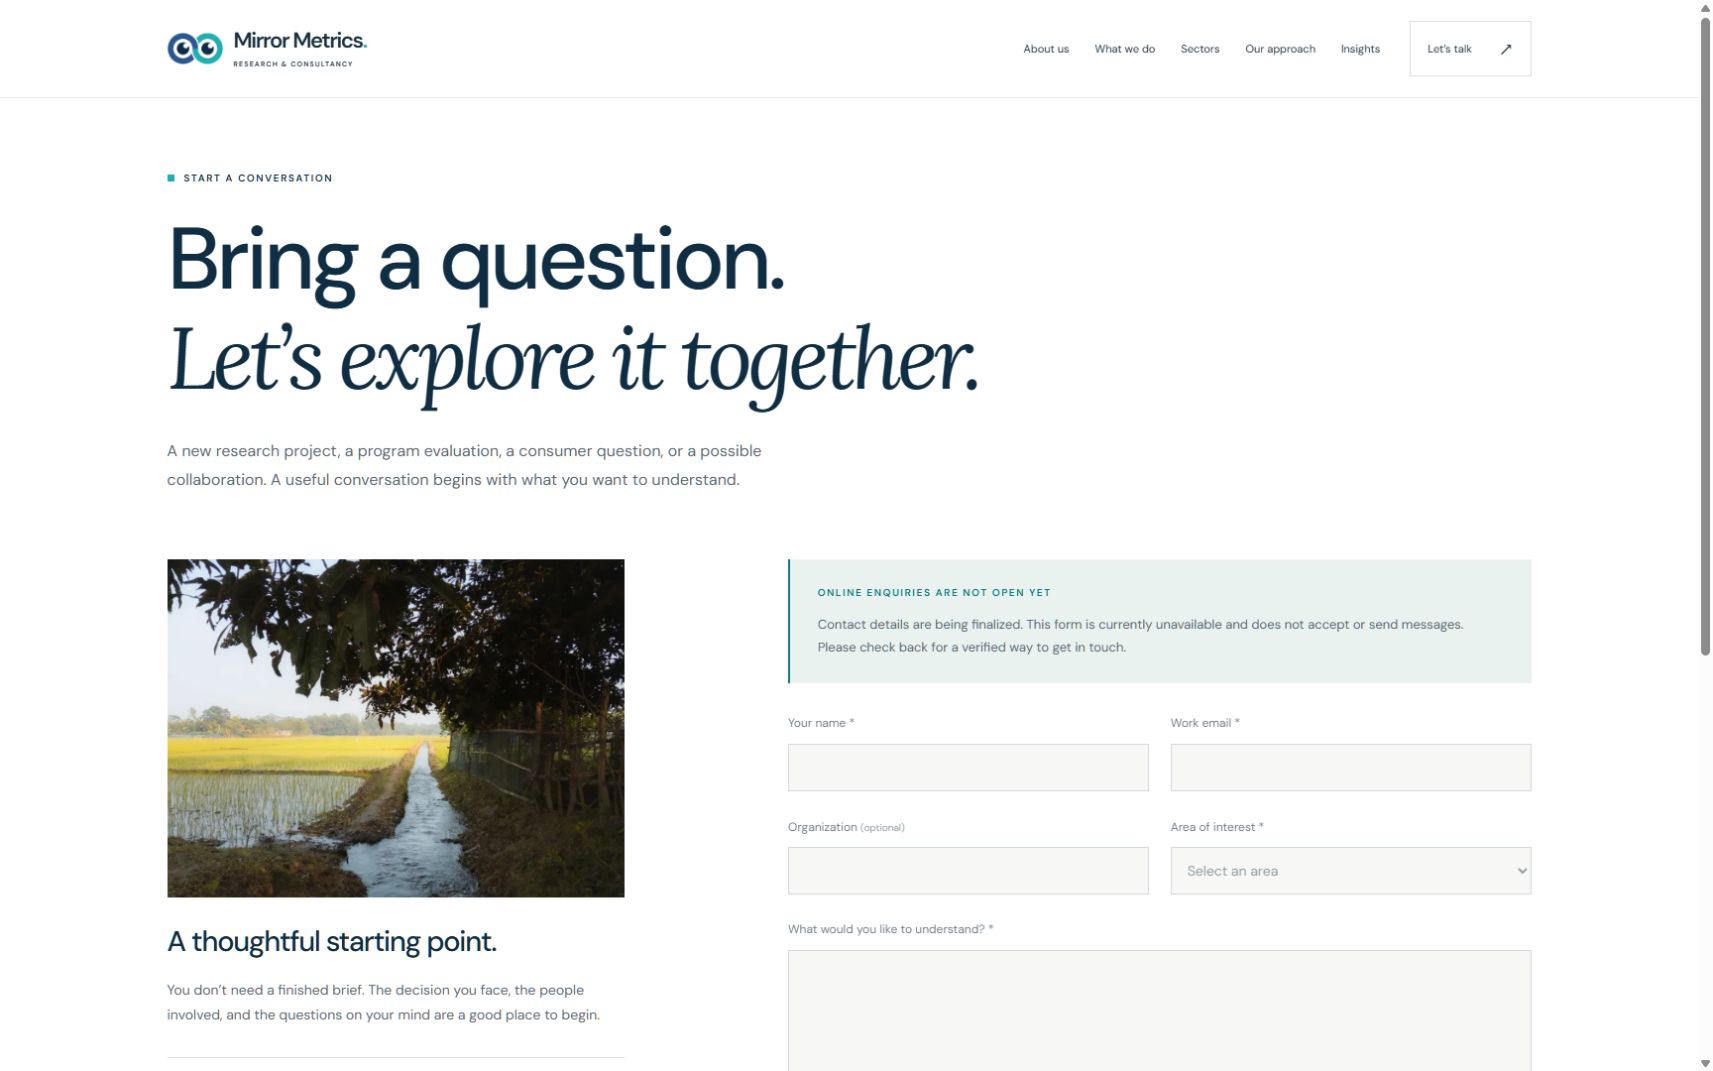 Mirror Metrics.
RESEARCH & CONSULTANCY
About us
What we do
Sectors
Our approach
Insights
Let's talk
START A CONVERSATION
Bring a question.
Let’s explore it together.
A new research project, a program evaluation, a consumer question, or a possible
collaboration. A useful conversation begins with what you want to understand.
A thoughtful starting point.
You don’t need a finished brief. The decision you face, the people
involved, and the questions on your mind are a good place to begin.
ONLINE ENQUIRIES ARE NOT OPEN YET
Contact details are being finalized. This form is currently unavailable and does not accept or send messages.
Please check back for a verified way to get in touch.
Your name *
Work email *
Organization (optional)
Area of interest *
Select an area
What would you like to understand? *